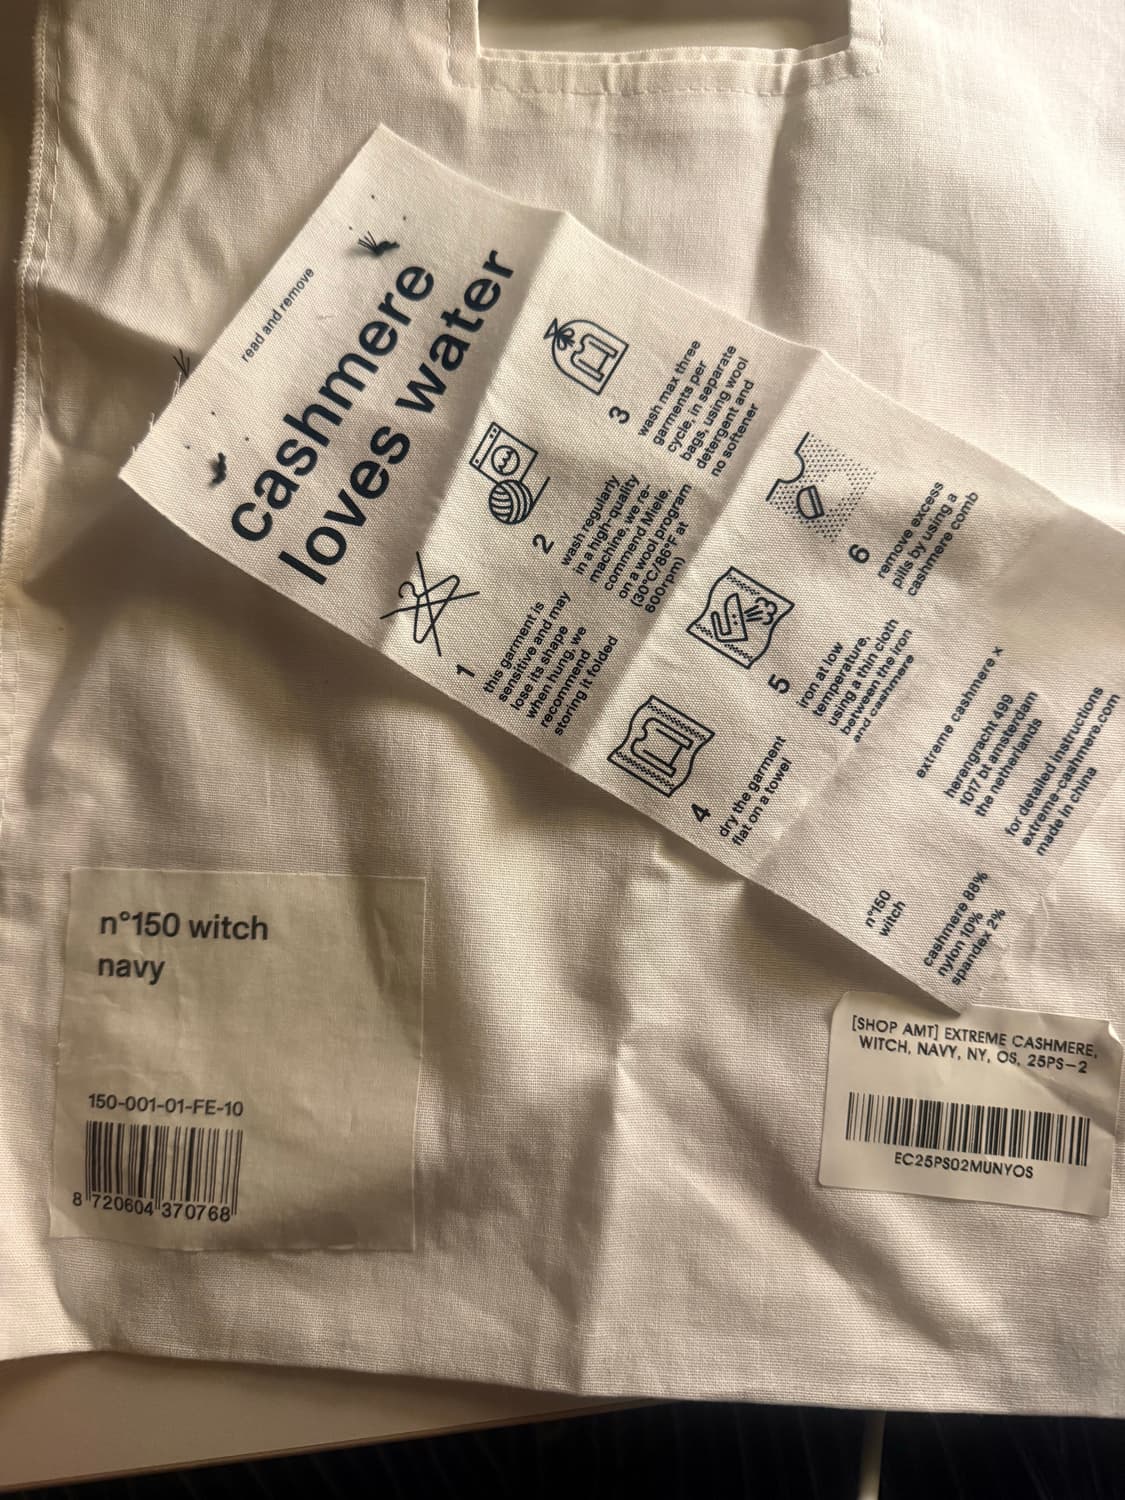 read and remove
cashmere
loves water
1
this garment is
sensitive and may
lose its shape
when hung, we
recommend
storing it folded
2
wash regularly
in a high-quality
machine, we re-
commend Miele,
on a wool program
(30°C/86°F at
600rpm)
3
wash max three
garments per
cycle, in separate
bags, using wool
detergent and
no softener
4
dry the garment
flat on a towel
5
iron at low
temperature,
using a thin cloth
between the iron
and cashmere
6
remove excess
pills by using a
cashmere comb
n°150
witch
cashmere 88%
nylon 10%
spandex 2%
extreme cashmere x
herengracht 499
1017 bt amsterdam
the netherlands
for detailed instructions
extreme-cashmere.com
made in china
n°150 witch
navy
150-001-01-FE-10
8 720604 370768
[SHOP AMT] EXTREME CASHMERE,
WITCH, NAVY, NY, OS, 25PS-2
EC25PS02MUNYOS